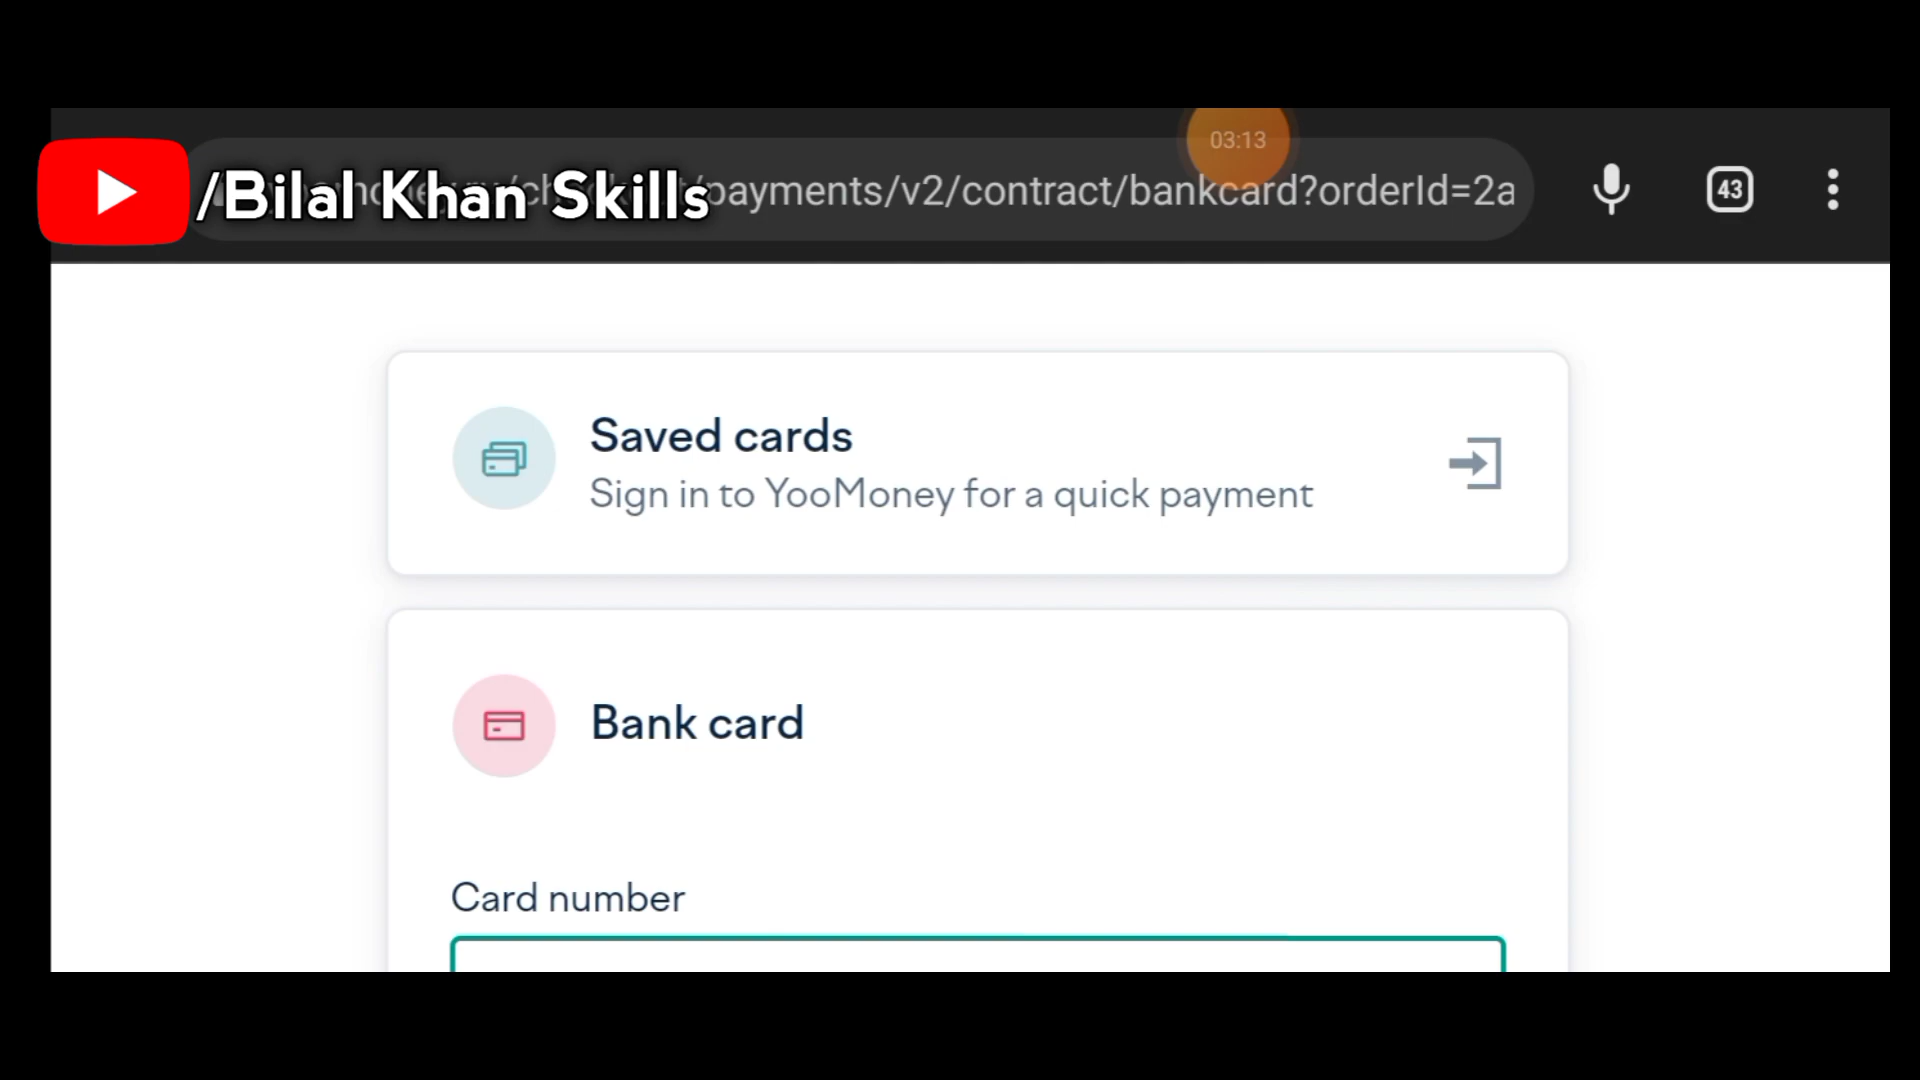 03:13
/Bilal Khan Skills
/payments/v2/contract/bankcard?orderId=2a
43
Saved cards
Sign in to YooMoney for a quick payment
Bank card
Card number